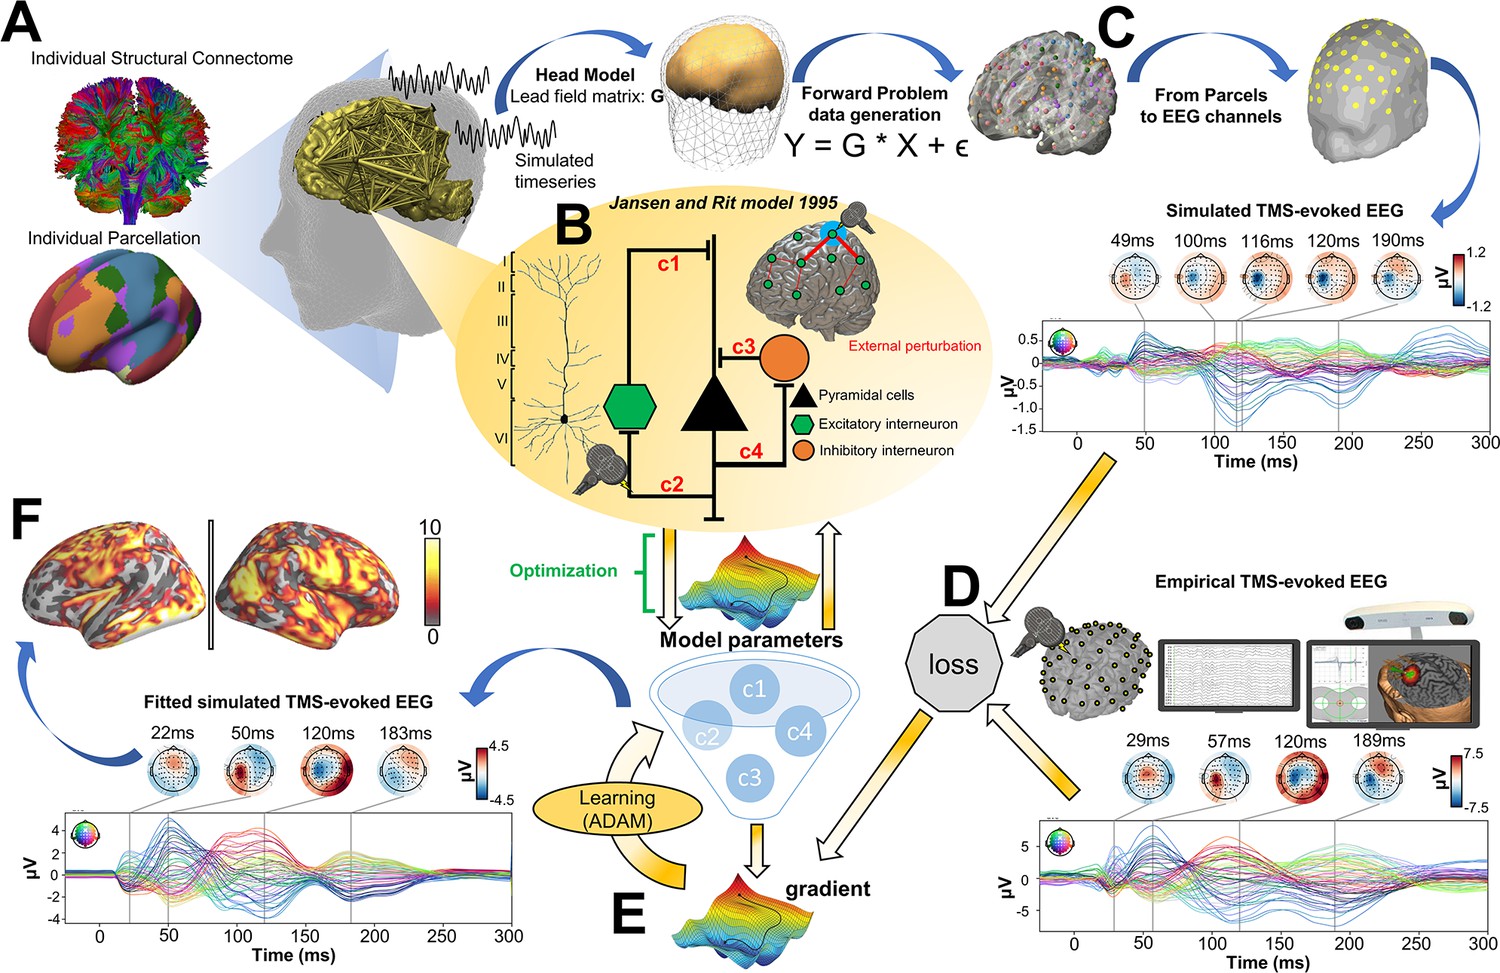 A
Individual Structural Connectome
Individual Parcellation
Simulated
timeseries
Head Model
Lead field matrix: G
Forward Problem
data generation
Y = G * X + ϵ
C
From Parcels
to EEG channels
Simulated TMS-evoked EEG
49ms 100ms 116ms 120ms 190ms
μV
1.2
-1.2
μV
0.5
0
-0.5
-1.0
-1.5
0 50 100 150 200 250 300
Time (ms)
B
Jansen and Rit model 1995
I
II
III
IV
V
VI
c1
c3
c4
c2
External perturbation
Pyramidal cells
Excitatory interneuron
Inhibitory interneuron
Optimization
Model parameters
c1
c2
c4
c3
D
loss
Empirical TMS-evoked EEG
29ms 57ms 120ms 189ms
μV
7.5
-7.5
μV
5
0
-5
0 50 100 150 200 250 300
Time (ms)
E
gradient
Learning
(ADAM)
F
10
0
Fitted simulated TMS-evoked EEG
22ms 50ms 120ms 183ms
μV
4.5
-4.5
μV
4
2
0
-2
-4
0 50 100 150 200 250 300
Time (ms)